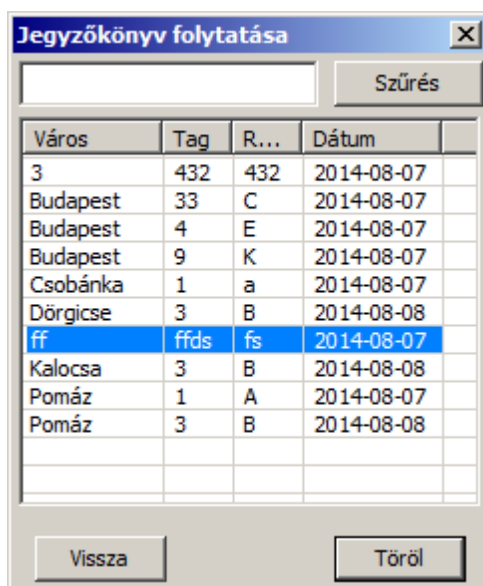 Jegyzőkönyv folytatása
Szűrés
Város Tag R... Dátum
3 432 432 2014-08-07
Budapest 33 C 2014-08-07
Budapest 4 E 2014-08-07
Budapest 9 K 2014-08-07
Csobánka 1 a 2014-08-07
Dörgicse 3 B 2014-08-08
ff ffds fs 2014-08-07
Kalocsa 3 B 2014-08-08
Pomáz 1 A 2014-08-07
Pomáz 3 B 2014-08-08
Vissza Töröl